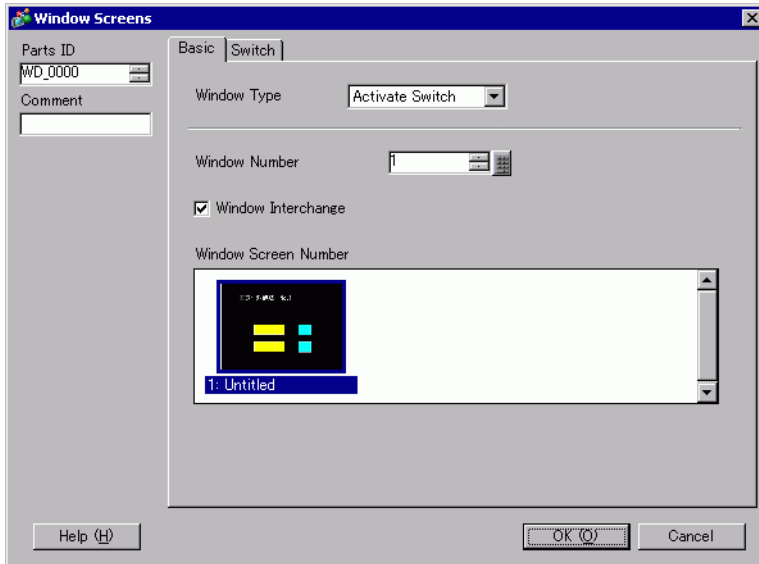 Window Screens
Parts ID
WD_0000
Comment
Basic
Switch
Window Type
Activate Switch
Window Number
1
Window Interchange
Window Screen Number
1: Untitled
Help (H)
OK (O)
Cancel